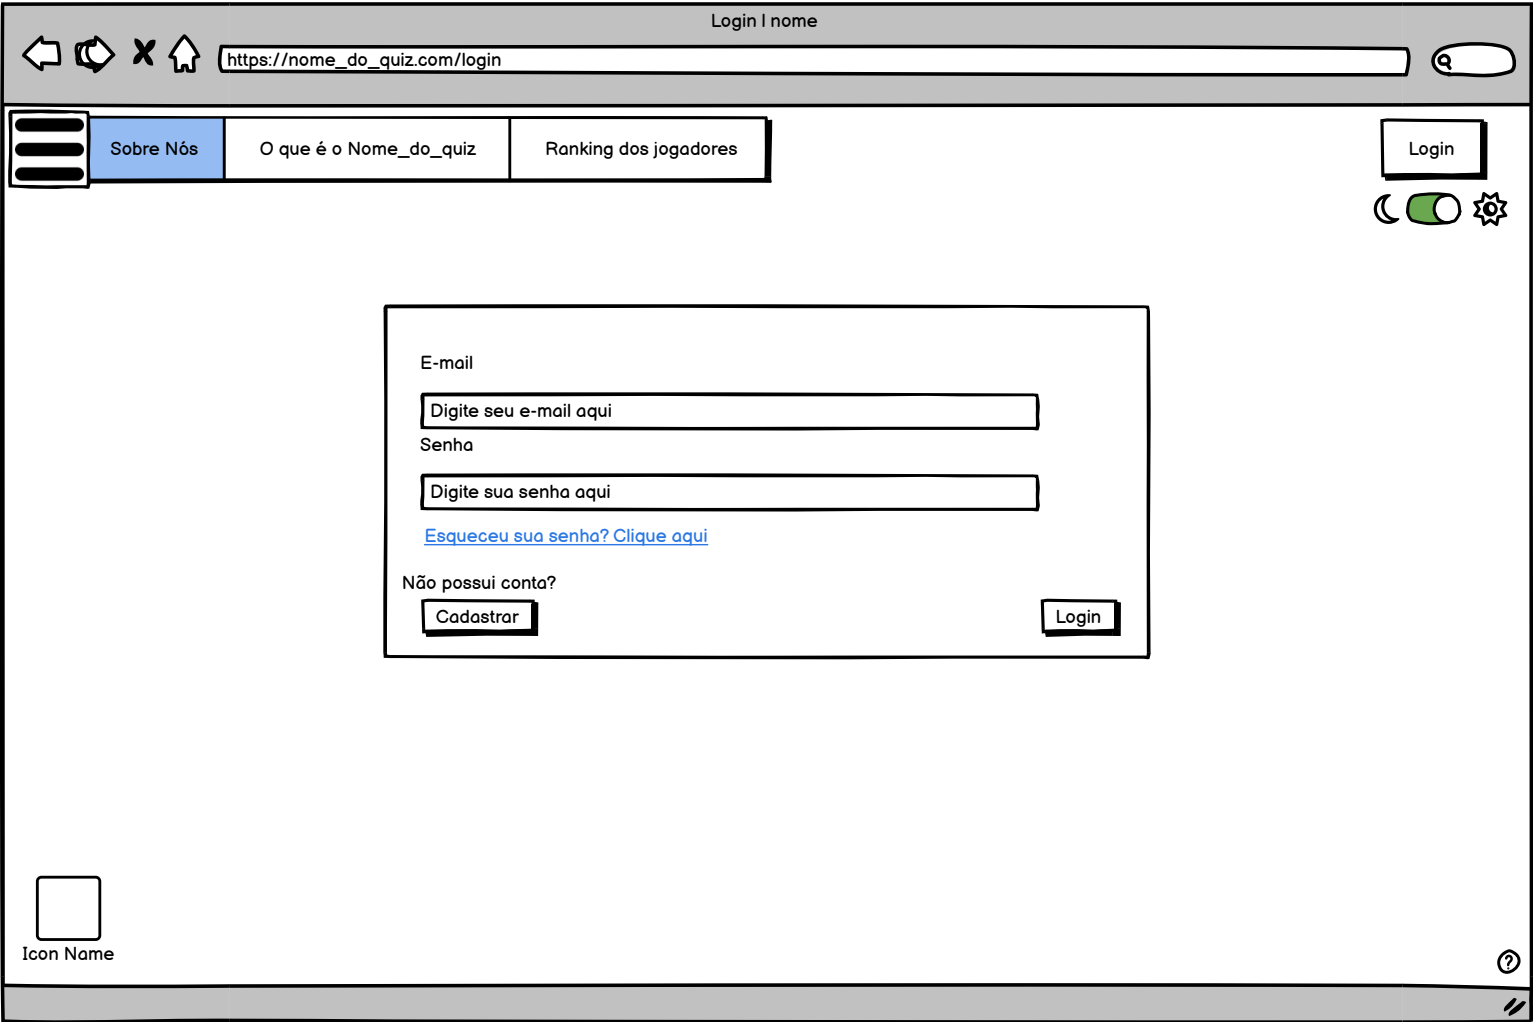 Login | nome
https://nome_do_quiz.com/login
Sobre Nós
O que é o Nome_do_quiz
Ranking dos jogadores
Login
E-mail
Digite seu e-mail aqui
Senha
Digite sua senha aqui
Esqueceu sua senha? Clique aqui
Não possui conta?
Cadastrar
Login
Icon Name
?